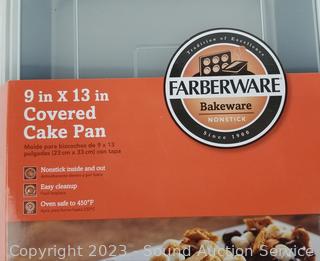 Tradition of Excellence
FARBERWARE
Bakeware
NONSTICK
Since 1900
9 in X 13 in
Covered
Cake Pan
Molde para bizcochos de 9 x 13
pulgadas (23 cm x 33 cm) con tapa
Nonstick inside and out
Easy cleanup
Oven safe to 450°F
Copyright 2023 - Sound Auction Service